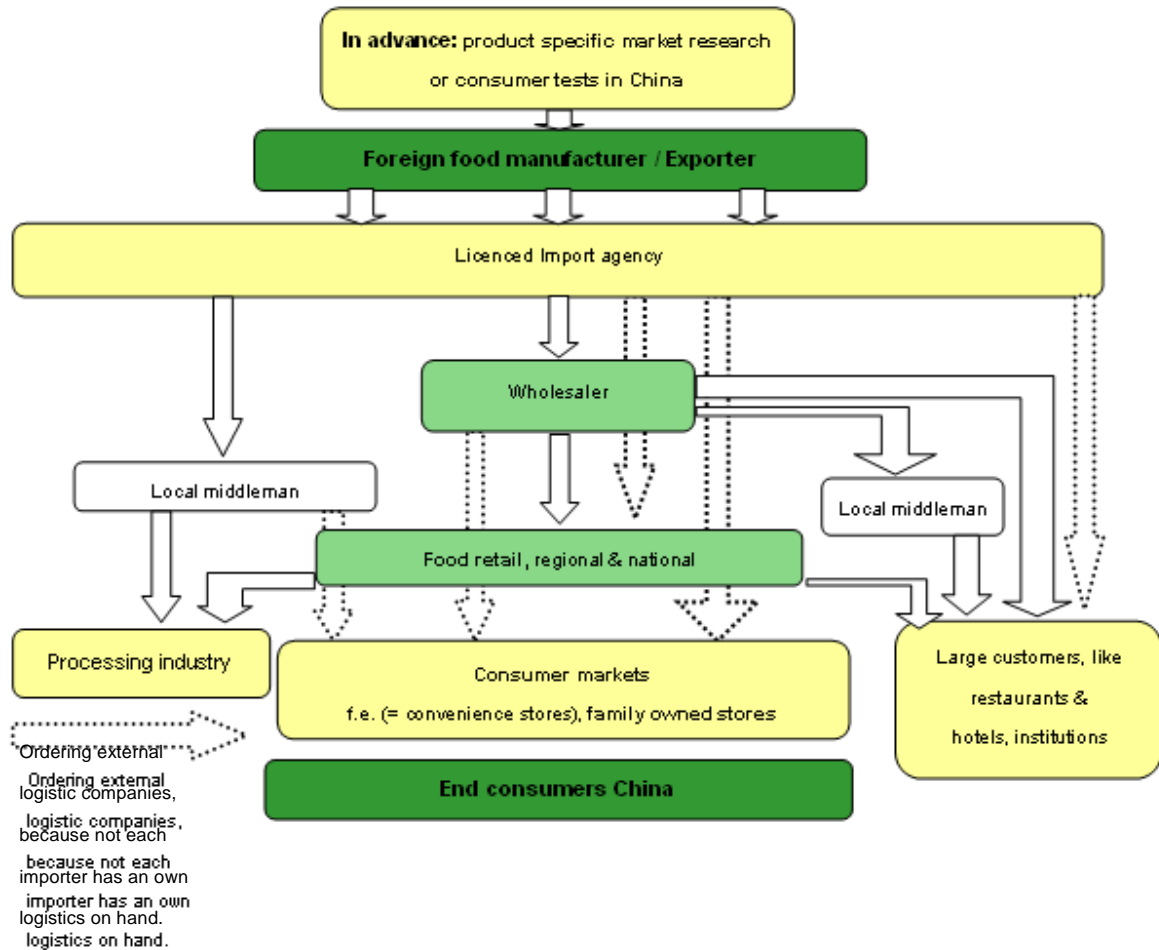 In advance: product specific market research
or consumer tests in China
Foreign food manufacturer / Exporter
Licenced Import agency
Wholesaler
Local middleman
Local middleman
Food retail, regional & national
Processing industry
Consumer markets
f.e. (= convenience stores), family owned stores
Large customers, like
restaurants &
hotels, institutions
End consumers China
Ordering external
logistic companies,
because not each
importer has an own
logistics on hand.
Ordering external
logistic companies,
because not each
importer has an own
logistics on hand.